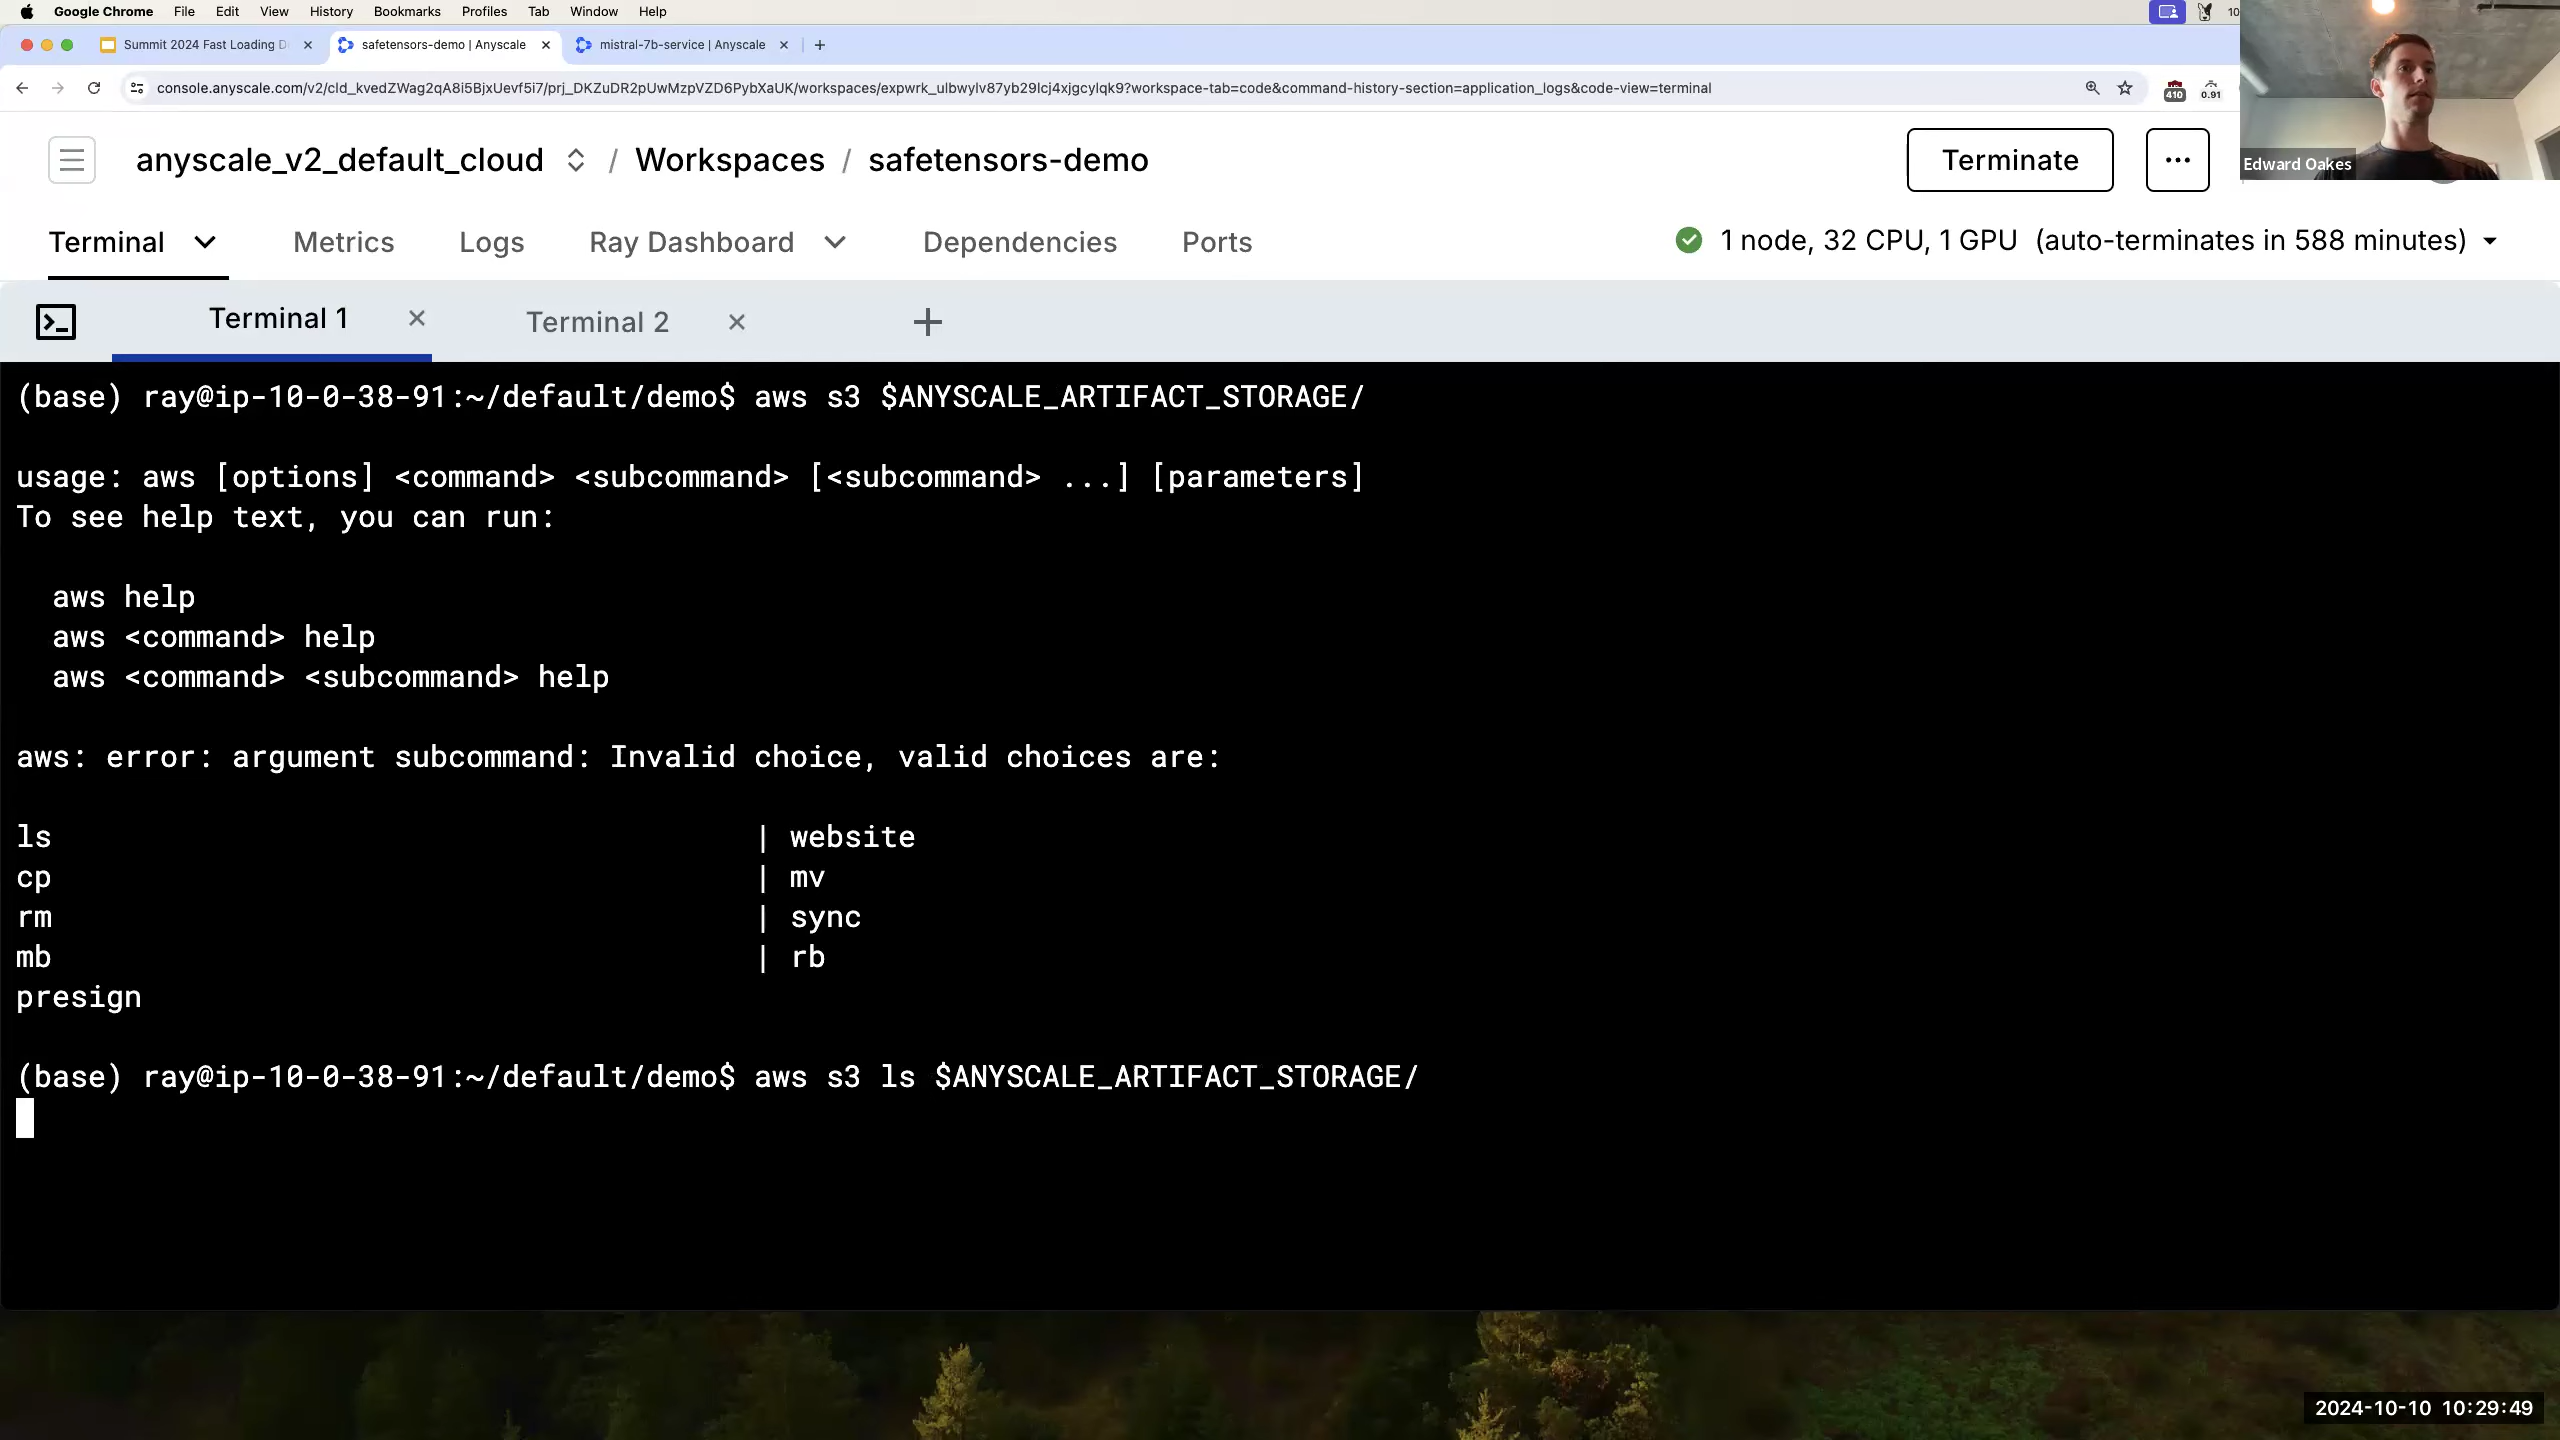 Google Chrome File Edit View History Bookmarks Profiles Tab Window Help 10
Summit 2024 Fast Loading D safetensors-demo | Anyscale mistral-7b-service | Anyscale
console.anyscale.com/v2/cld_kvedZWag2qA8i5BjxUevf5i7/prj_DKZuDR2pUwMzpVZD6PybXaUK/workspaces/expwrk_ulbwylv87yb29lcj4xjgcylqk9?workspace-tab=code&command-history-section=application_logs&code-view=terminal 410 0.91
anyscale_v2_default_cloud / Workspaces / safetensors-demo Terminate
Edward Oakes
Terminal Metrics Logs Ray Dashboard Dependencies Ports 1 node, 32 CPU, 1 GPU (auto-terminates in 588 minutes)
Terminal 1 Terminal 2
(base) ray@ip-10-0-38-91:~/default/demo$ aws s3 $ANYSCALE_ARTIFACT_STORAGE/
usage: aws [options] <command> <subcommand> [<subcommand> ...] [parameters]
To see help text, you can run:
aws help
aws <command> help
aws <command> <subcommand> help
aws: error: argument subcommand: Invalid choice, valid choices are:
ls | website
cp | mv
rm | sync
mb | rb
presign
(base) ray@ip-10-0-38-91:~/default/demo$ aws s3 ls $ANYSCALE_ARTIFACT_STORAGE/
2024-10-10 10:29:49